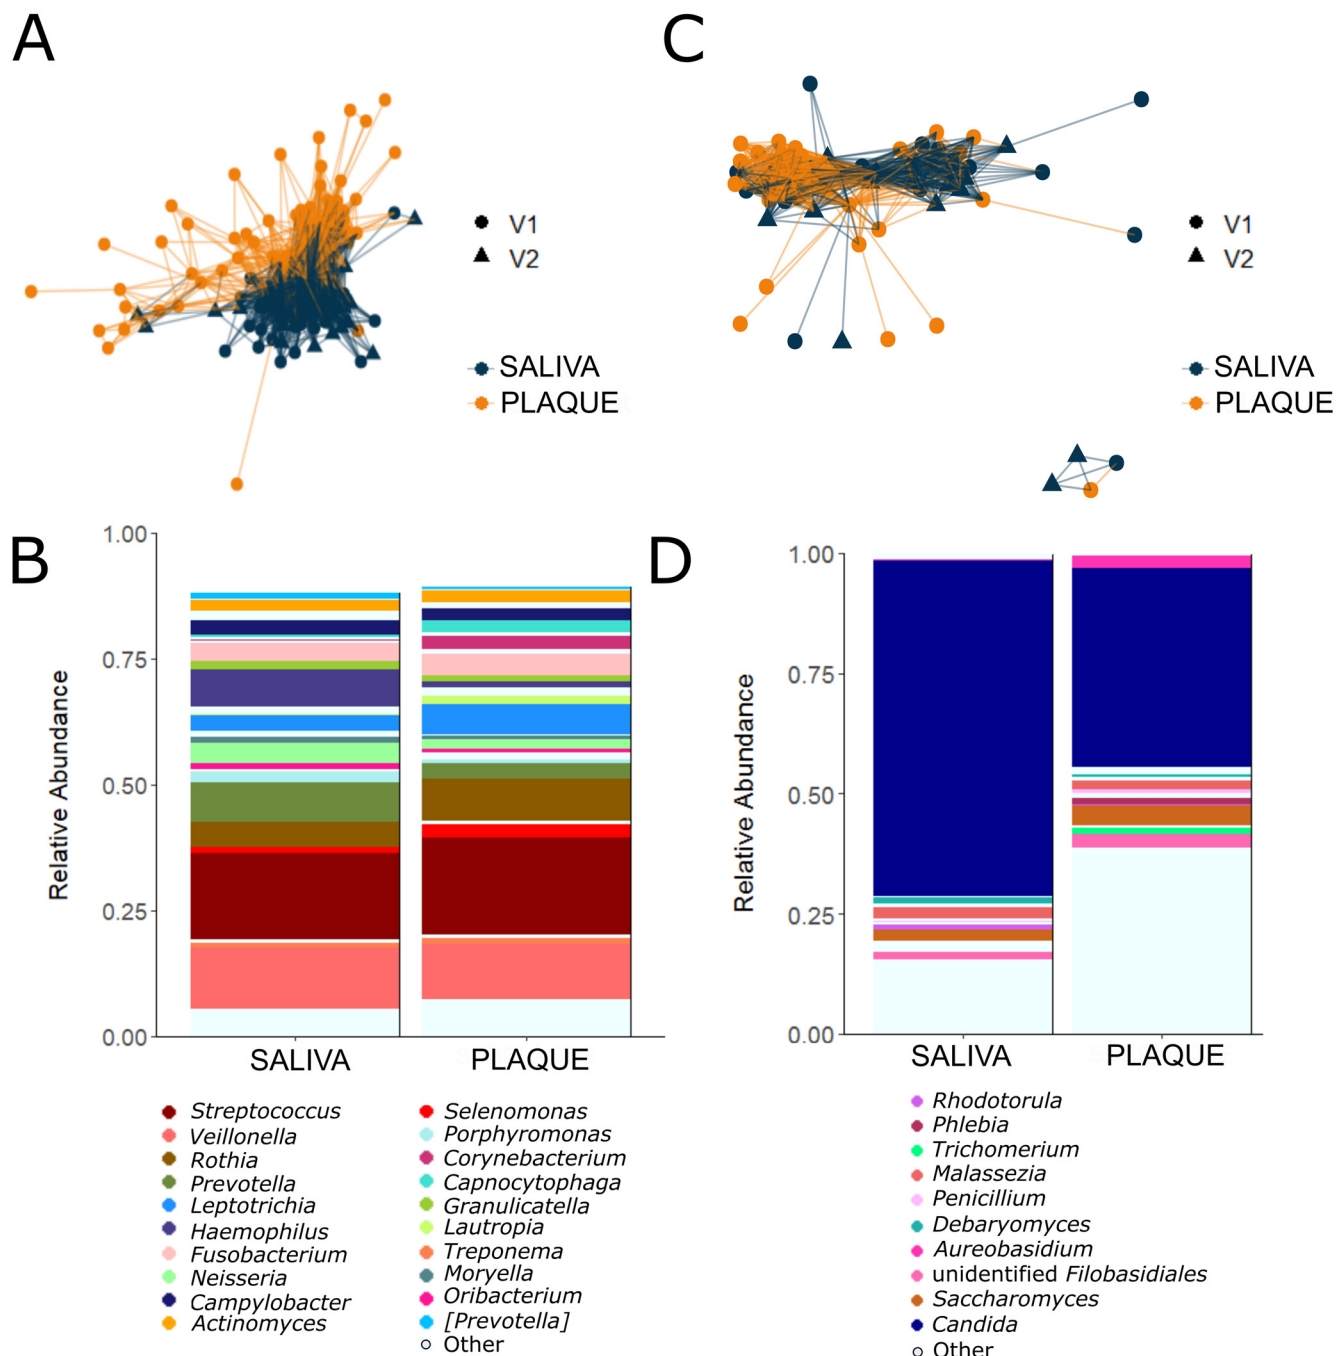 A
C
V1
V2
SALIVA
PLAQUE
V1
V2
SALIVA
PLAQUE
B
1.00
0.75
0.50
0.25
0.00
Relative Abundance
SALIVA
PLAQUE
D
1.00
0.75
0.50
0.25
0.00
Relative Abundance
SALIVA
PLAQUE
Streptococcus
Veillonella
Rothia
Prevotella
Leptotrichia
Haemophilus
Fusobacterium
Neisseria
Campylobacter
Actinomyces
Selenomonas
Porphyromonas
Corynebacterium
Capnocytophaga
Granulicatella
Lautropia
Treponema
Moryella
Oribacterium
[Prevotella]
Other
Rhodotorula
Phlebia
Trichomerium
Malassezia
Penicillium
Debaryomyces
Aureobasidium
unidentified Filobasidiales
Saccharomyces
Candida
Other